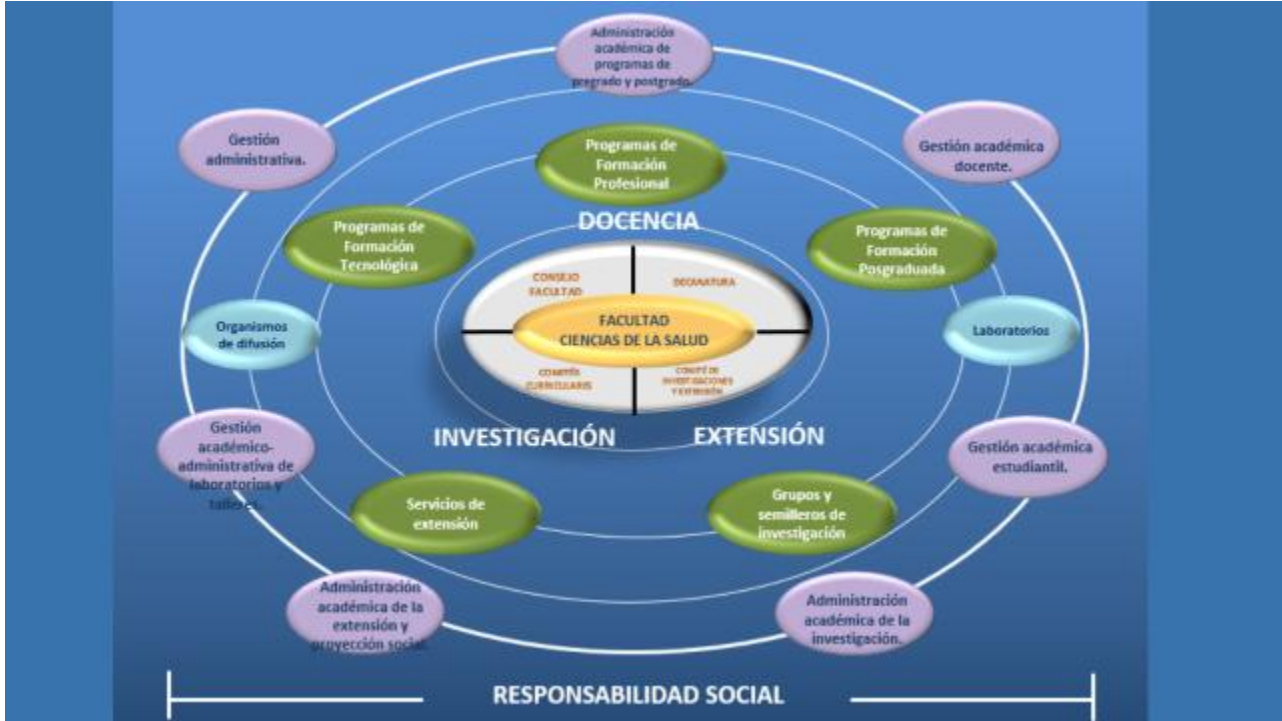 Administración
académica de
programas de
pregrado y postgrado.
Gestión
administrativa.
Gestión académica
docente.
Programas de
Formación
Profesional
Programas de
Formación
Tecnológica
DOCENCIA
Programas de
Formación
Posgraduada
CONSEJO
FACULTAD
DECANATURA
Organismos
de difusión
FACULTAD
CIENCIAS DE LA SALUD
Laboratorios
COMITÉS
CURRICULARES
COMITÉ DE
INVESTIGACIONES
Y EXTENSIÓN
INVESTIGACIÓN
EXTENSIÓN
Gestión
académico-
administrativa de
laboratorios y
talleres.
Gestión académica
estudiantil.
Servicios de
extensión
Grupos y
semilleros de
investigación
Administración
académica de la
extensión y
proyección social.
Administración
académica de la
investigación.
RESPONSABILIDAD SOCIAL